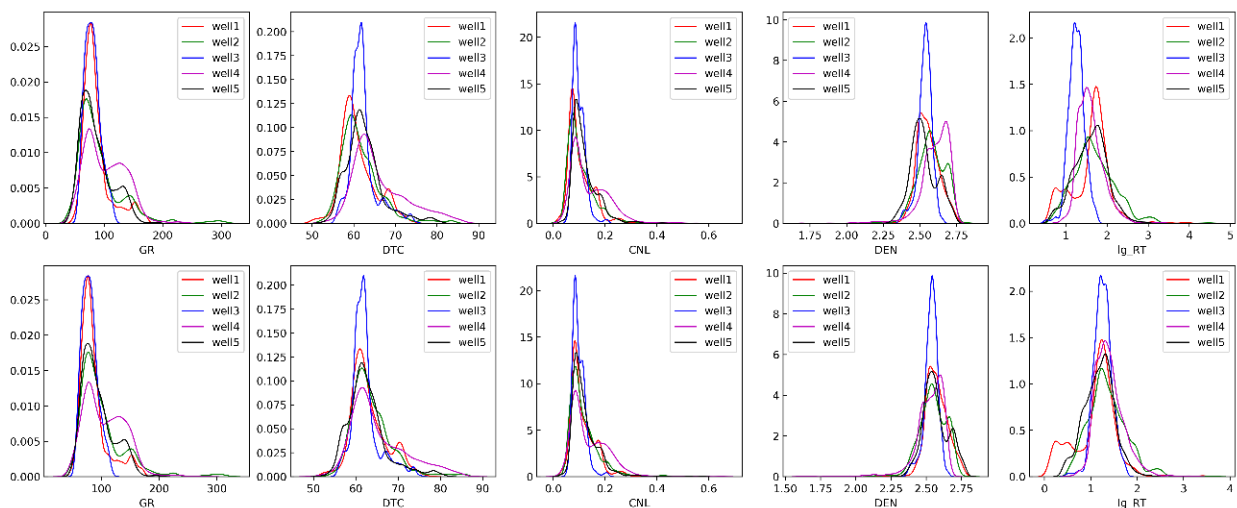 0.025
0.020
0.015
0.010
0.005
0.000
0 100 200 300
GR
well1
well2
well3
well4
well5
0.200
0.175
0.150
0.125
0.100
0.075
0.050
0.025
0.000
50 60 70 80 90
DTC
well1
well2
well3
well4
well5
20
15
10
5
0
0.0 0.2 0.4 0.6
CNL
well1
well2
well3
well4
well5
10
8
6
4
2
0
1.75 2.00 2.25 2.50 2.75
DEN
well1
well2
well3
well4
well5
2.0
1.5
1.0
0.5
0.0
1 2 3 4 5
lg_RT
well1
well2
well3
well4
well5
0.025
0.020
0.015
0.010
0.005
0.000
100 200 300
GR
well1
well2
well3
well4
well5
0.200
0.175
0.150
0.125
0.100
0.075
0.050
0.025
0.000
50 60 70 80 90
DTC
well1
well2
well3
well4
well5
20
15
10
5
0
0.0 0.2 0.4 0.6
CNL
well1
well2
well3
well4
well5
10
8
6
4
2
0
1.50 1.75 2.00 2.25 2.50 2.75
DEN
well1
well2
well3
well4
well5
2.0
1.5
1.0
0.5
0.0
0 1 2 3 4
lg_RT
well1
well2
well3
well4
well5